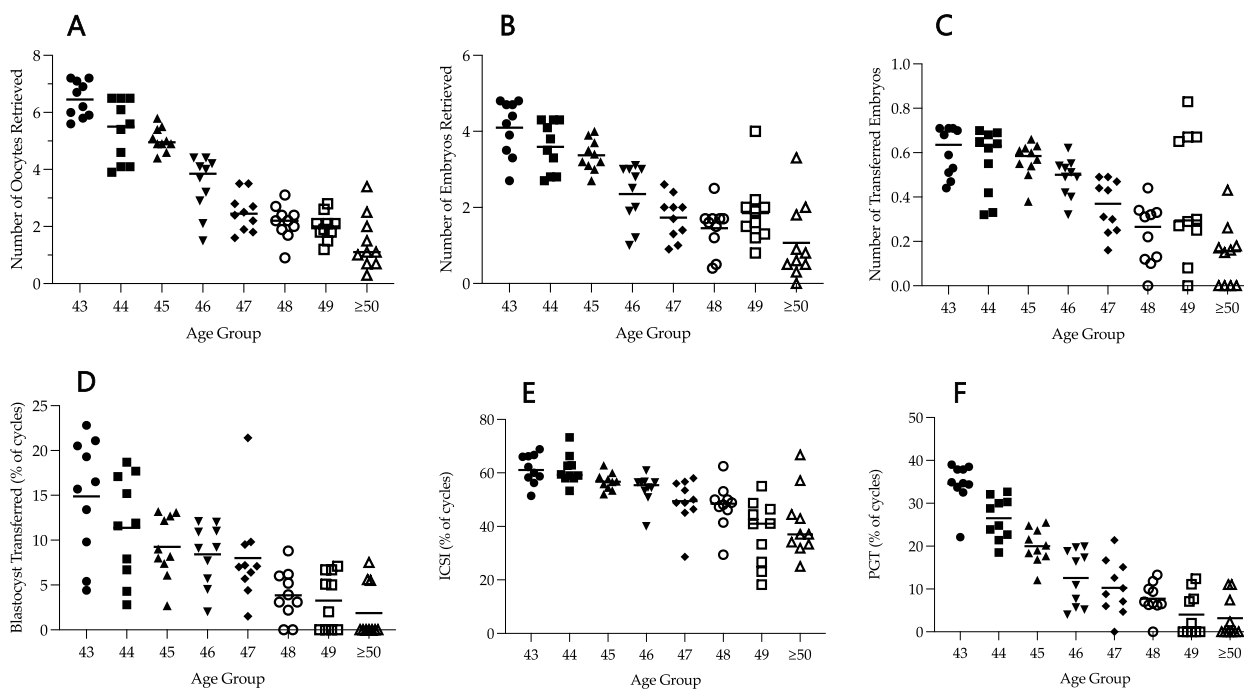 A
Number of Oocytes Retrieved
8
6
4
2
0
43 44 45 46 47 48 49 ≥50
Age Group
B
Number of Embryos Retrieved
6
4
2
0
43 44 45 46 47 48 49 ≥50
Age Group
C
Number of Transferred Embryos
1.0
0.8
0.6
0.4
0.2
0.0
43 44 45 46 47 48 49 ≥50
Age Group
D
Blastocyst Transferred (% of cycles)
25
20
15
10
5
0
43 44 45 46 47 48 49 ≥50
Age Group
E
ICSI (% of cycles)
80
60
40
20
0
43 44 45 46 47 48 49 ≥50
Age Group
F
PGT (% of cycles)
50
40
30
20
10
0
43 44 45 46 47 48 49 ≥50
Age Group